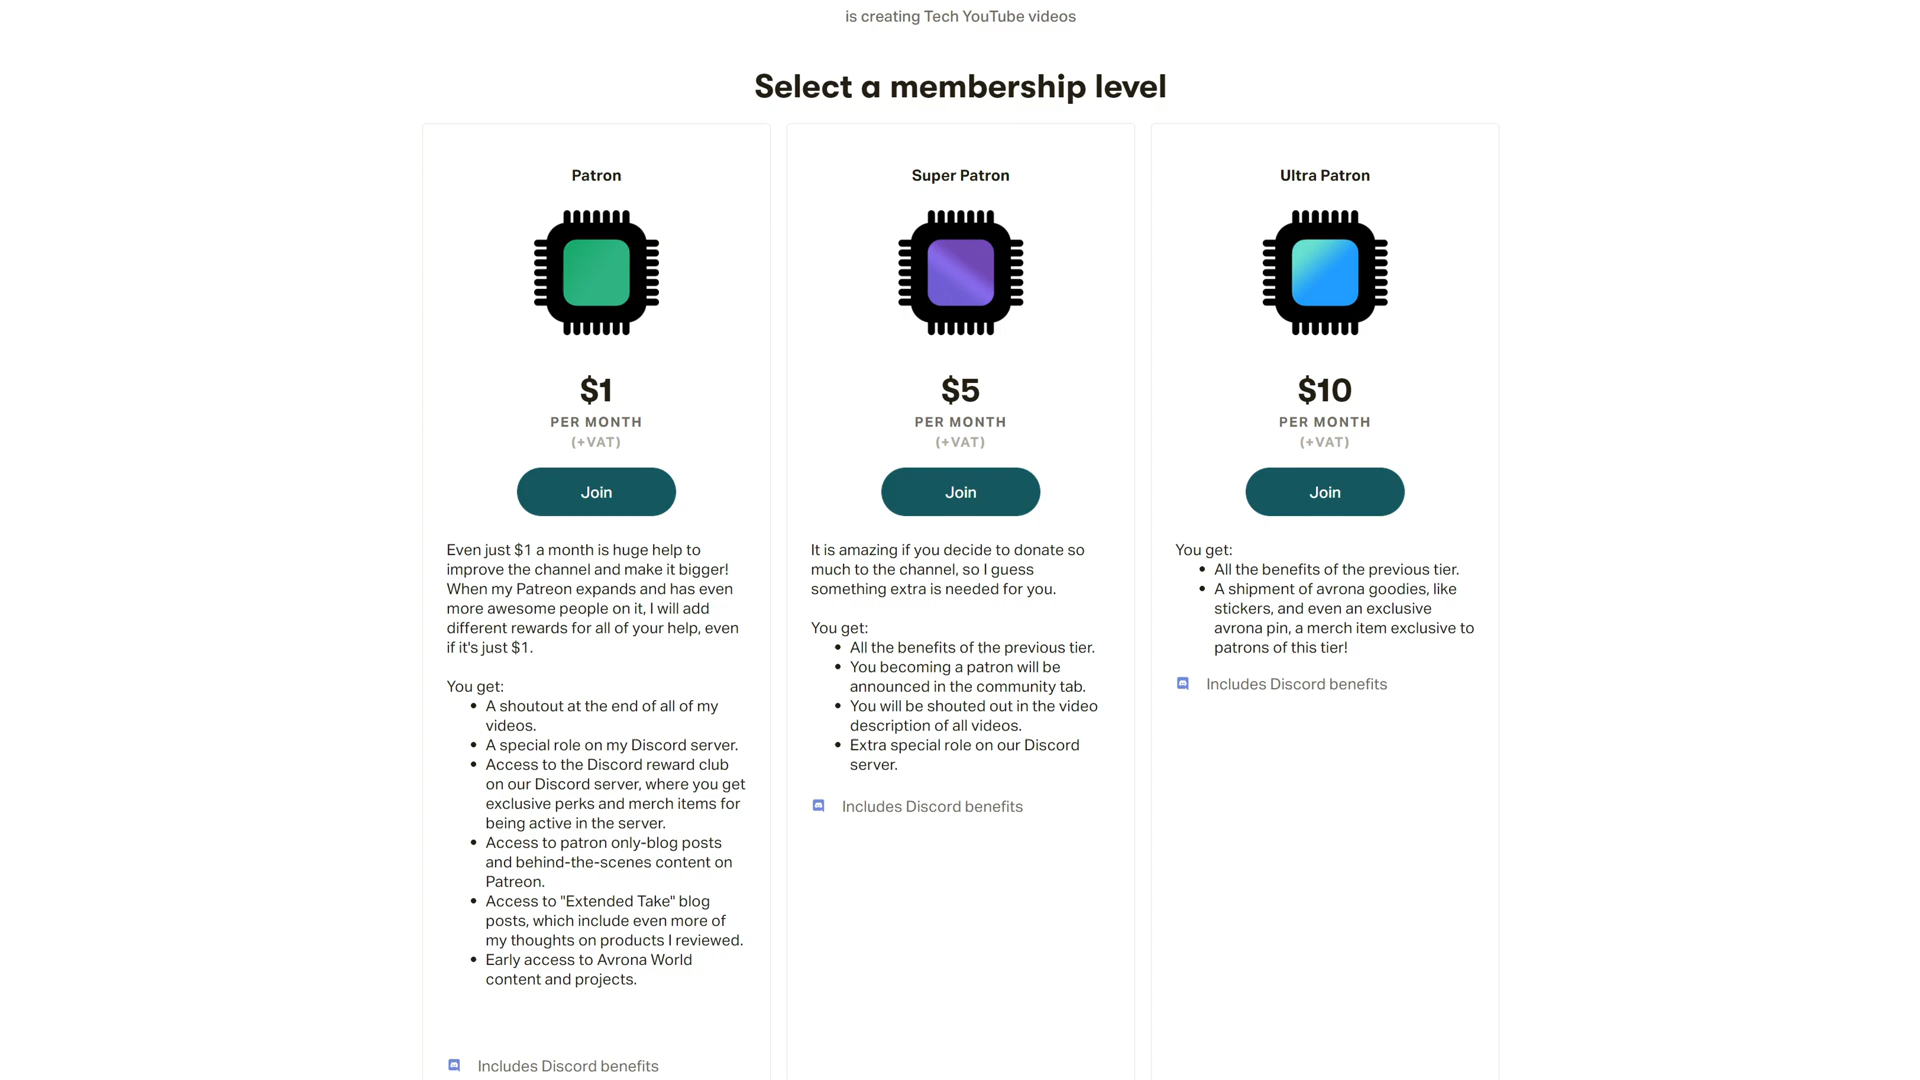 is creating Tech YouTube videos
Select a membership level
Patron
$1
PER MONTH
(+VAT)
Join
Even just $1 a month is huge help to
improve the channel and make it bigger!
When my Patreon expands and has even
more awesome people on it, I will add
different rewards for all of your help, even
if it's just $1.
You get:
A shoutout at the end of all of my
videos.
A special role on my Discord server.
Access to the Discord reward club
on our Discord server, where you get
exclusive perks and merch items for
being active in the server.
Access to patron only-blog posts
and behind-the-scenes content on
Patreon.
Access to "Extended Take" blog
posts, which include even more of
my thoughts on products I reviewed.
Early access to Avrona World
content and projects.
Includes Discord benefits
Super Patron
$5
PER MONTH
(+VAT)
Join
It is amazing if you decide to donate so
much to the channel, so I guess
something extra is needed for you.
You get:
All the benefits of the previous tier.
You becoming a patron will be
announced in the community tab.
You will be shouted out in the video
description of all videos.
Extra special role on our Discord
server.
Includes Discord benefits
Ultra Patron
$10
PER MONTH
(+VAT)
Join
You get:
All the benefits of the previous tier.
A shipment of avrona goodies, like
stickers, and even an exclusive
avrona pin, a merch item exclusive to
patrons of this tier!
Includes Discord benefits